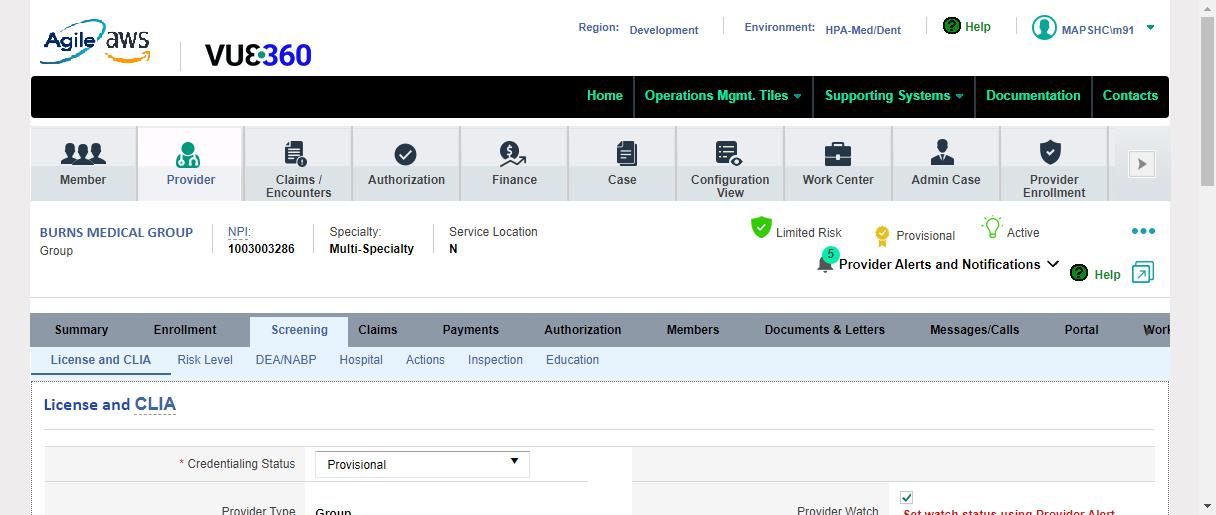 Agile aws
VUE360
Region: Development
Environment: HPA-Med/Dent
? Help
MAPSHC\m91
Home
Operations Mgmt. Tiles
Supporting Systems
Documentation
Contacts
Member
Provider
Claims /
Encounters
Authorization
Finance
Case
Configuration
View
Work Center
Admin Case
Provider
Enrollment
BURNS MEDICAL GROUP
Group
NPI:
1003003286
Specialty:
Multi-Specialty
Service Location
N
Limited Risk
Provisional
Active
5
Provider Alerts and Notifications
? Help
Summary
Enrollment
Screening
Claims
Payments
Authorization
Members
Documents & Letters
Messages/Calls
Portal
License and CLIA
Risk Level
DEA/NABP
Hospital
Actions
Inspection
Education
License and CLIA
* Credentialing Status
Provisional
Provider Type
Group
Provider Watch
Set watch status using Provider Alert